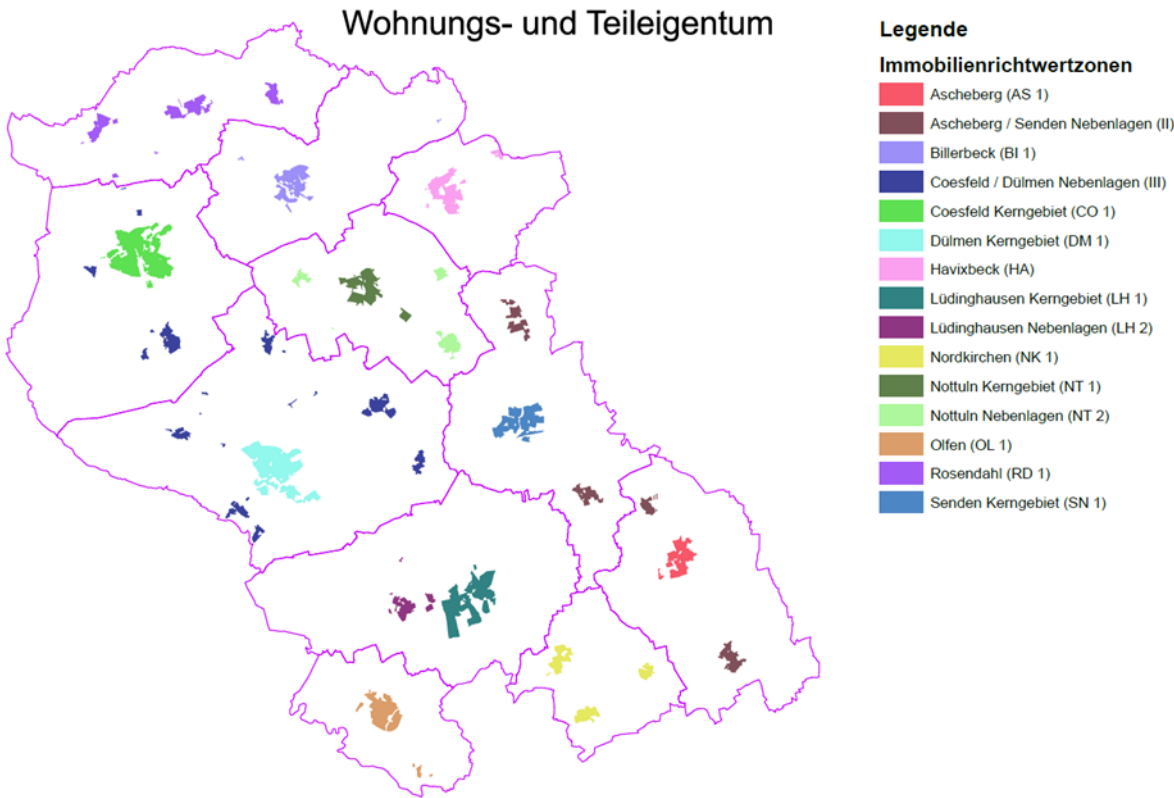 Wohnungs- und Teileigentum
Legende
Immobilienrichtwertzonen
Ascheberg (AS 1)
Ascheberg / Senden Nebenlagen (II)
Billerbeck (BI 1)
Coesfeld / Dülmen Nebenlagen (III)
Coesfeld Kerngebiet (CO 1)
Dülmen Kerngebiet (DM 1)
Havixbeck (HA)
Lüdinghausen Kerngebiet (LH 1)
Lüdinghausen Nebenlagen (LH 2)
Nordkirchen (NK 1)
Nottuln Kerngebiet (NT 1)
Nottuln Nebenlagen (NT 2)
Olfen (OL 1)
Rosendahl (RD 1)
Senden Kerngebiet (SN 1)